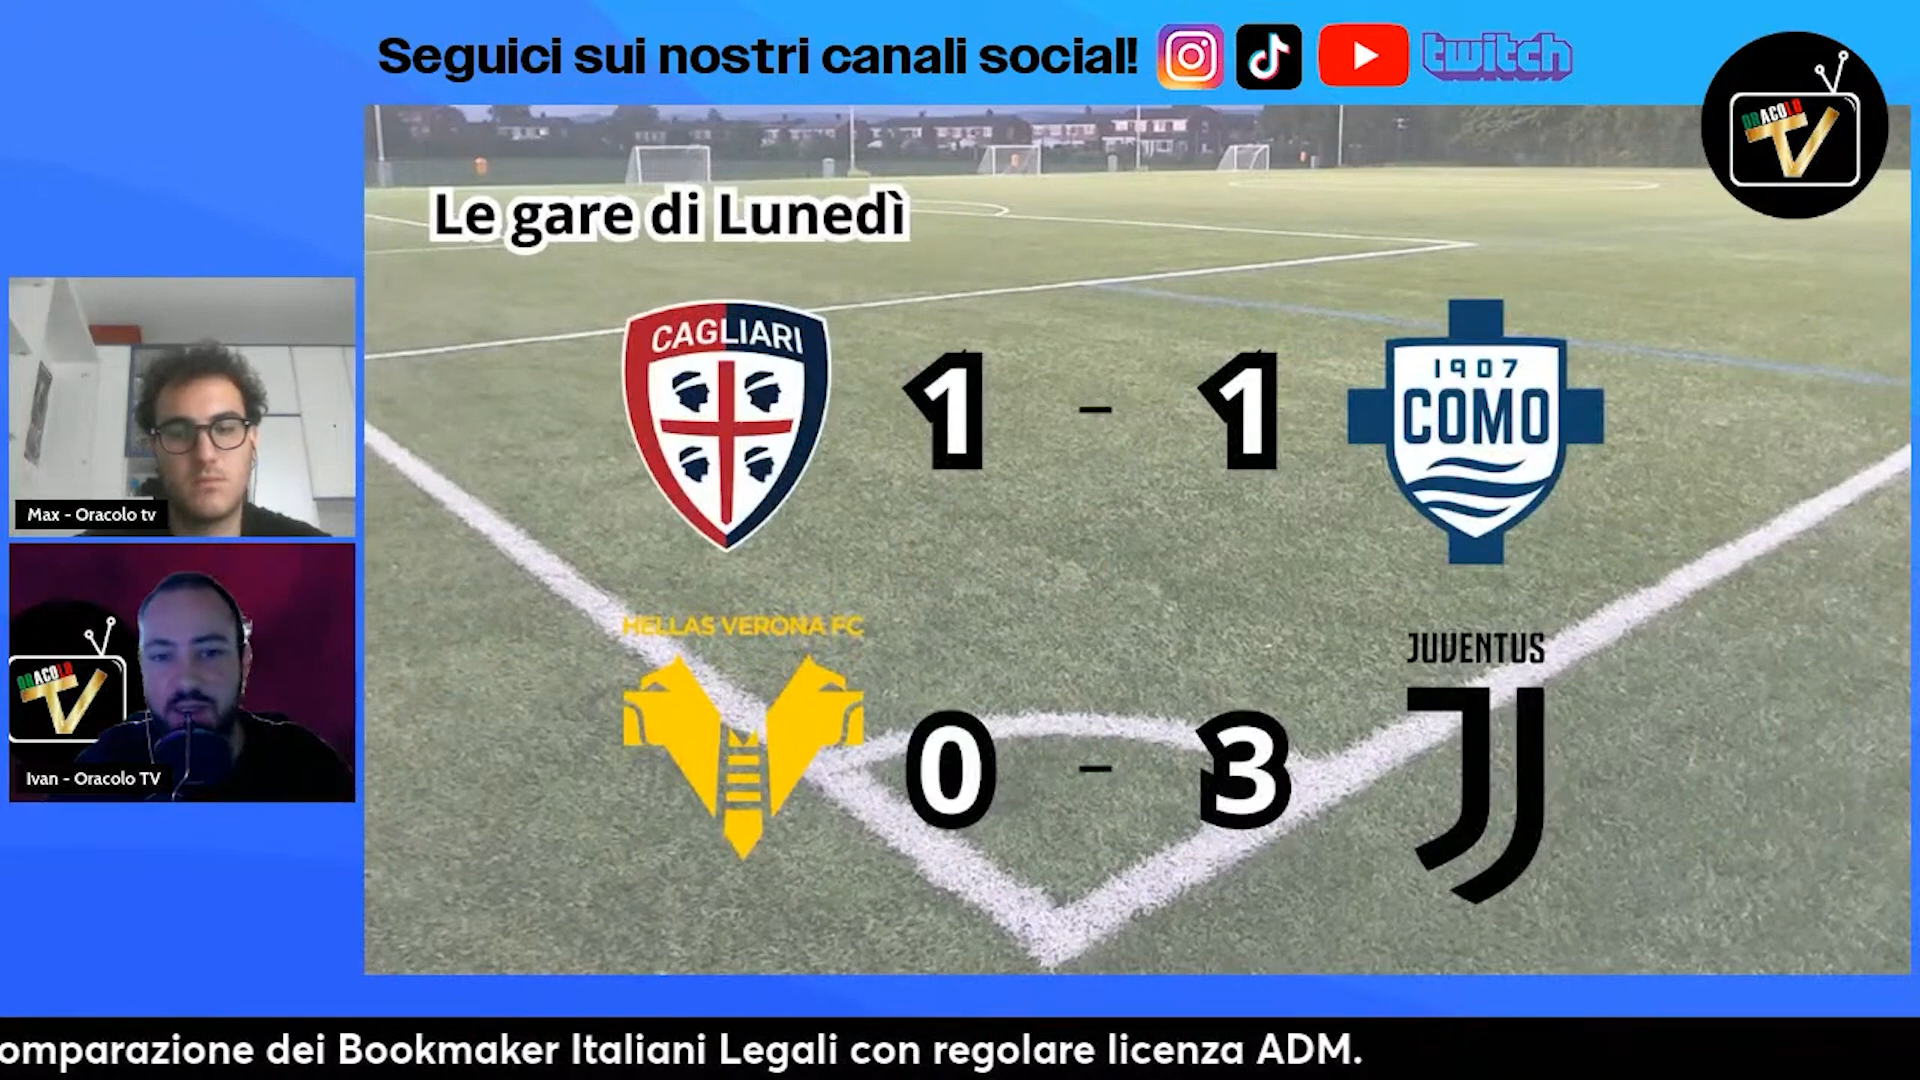 Seguici sui nostri canali social!
twitch
ORACOLO
TV
Le gare di Lunedì
CAGLIARI
1 - 1
1907
COMO
Max - Oracolo tv
HELLAS VERONA FC
0 - 3
JUVENTUS
ORACOLO
TV
Ivan - Oracolo TV
omparazione dei Bookmaker Italiani Legali con regolare licenza ADM.